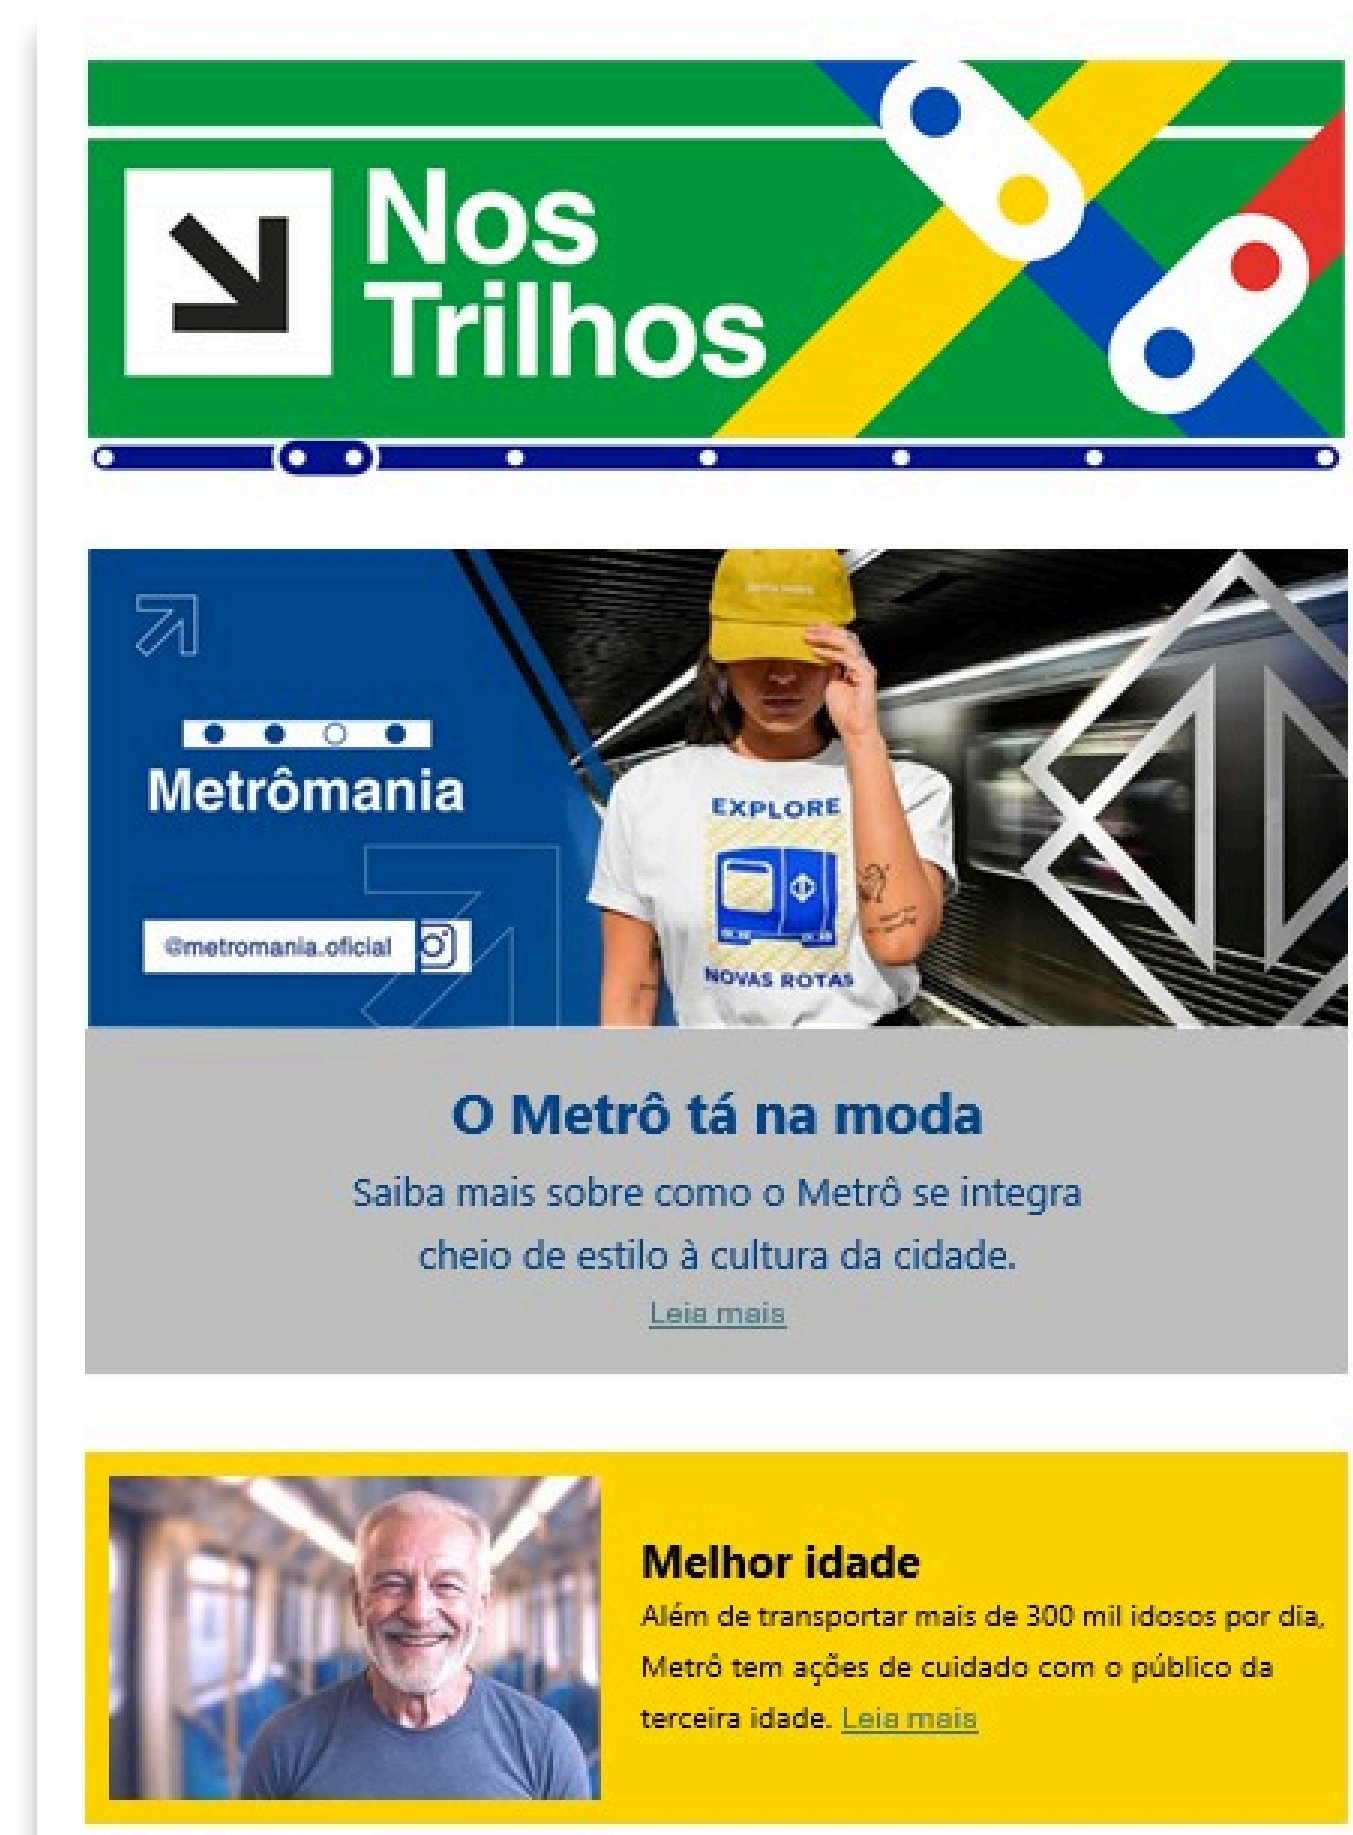 Nos
Trilhos
Metrômania
@metromania.oficial
EXPLORE
NOVAS ROTAS
O Metrô tá na moda
Saiba mais sobre como o Metrô se integra
cheio de estilo à cultura da cidade.
Leia mais
Melhor idade
Além de transportar mais de 300 mil idosos por dia,
Metrô tem ações de cuidado com o público da
terceira idade. Leia mais